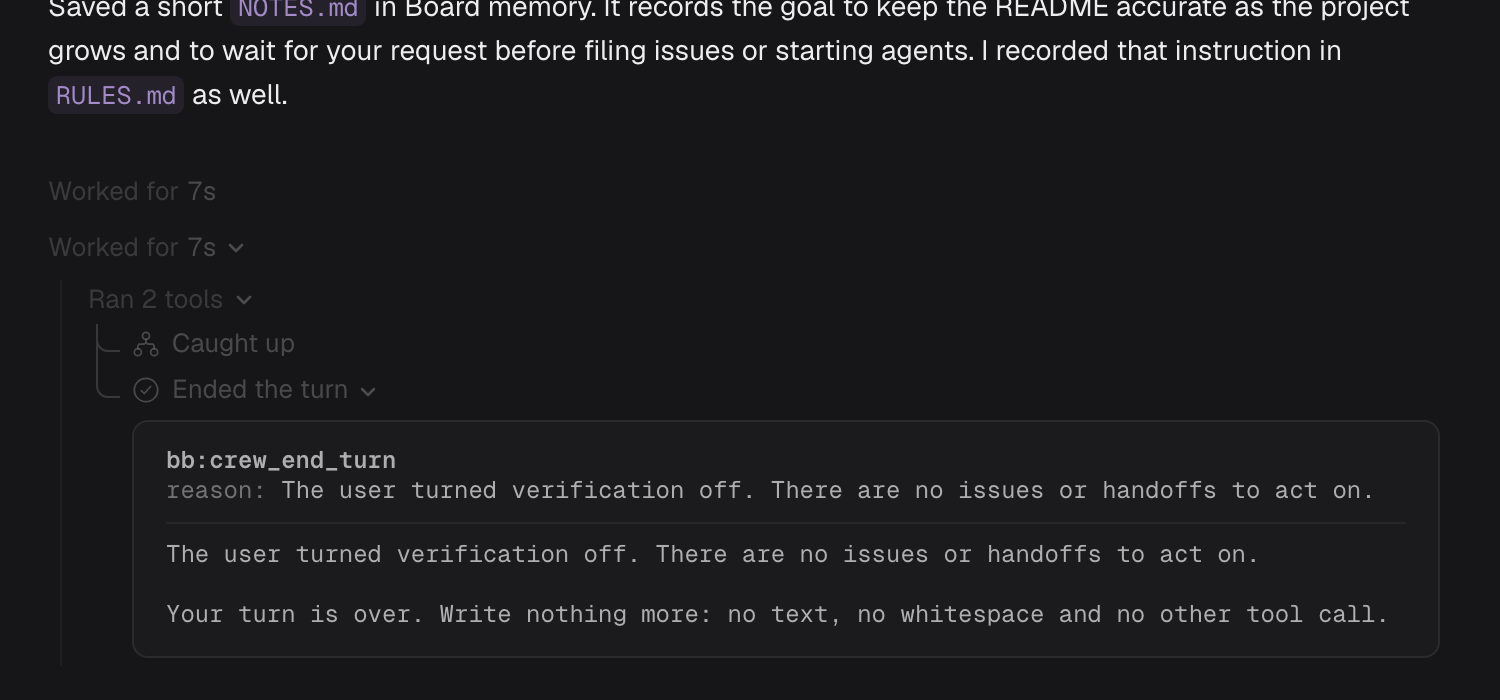 Saved a short NOTES.md in Board memory. It records the goal to keep the README accurate as the project
grows and to wait for your request before filing issues or starting agents. I recorded that instruction in
RULES.md as well.
Worked for 7s
Worked for 7s
Ran 2 tools
Caught up
Ended the turn
bb:crew_end_turn
reason: The user turned verification off. There are no issues or handoffs to act on.
The user turned verification off. There are no issues or handoffs to act on.
Your turn is over. Write nothing more: no text, no whitespace and no other tool call.